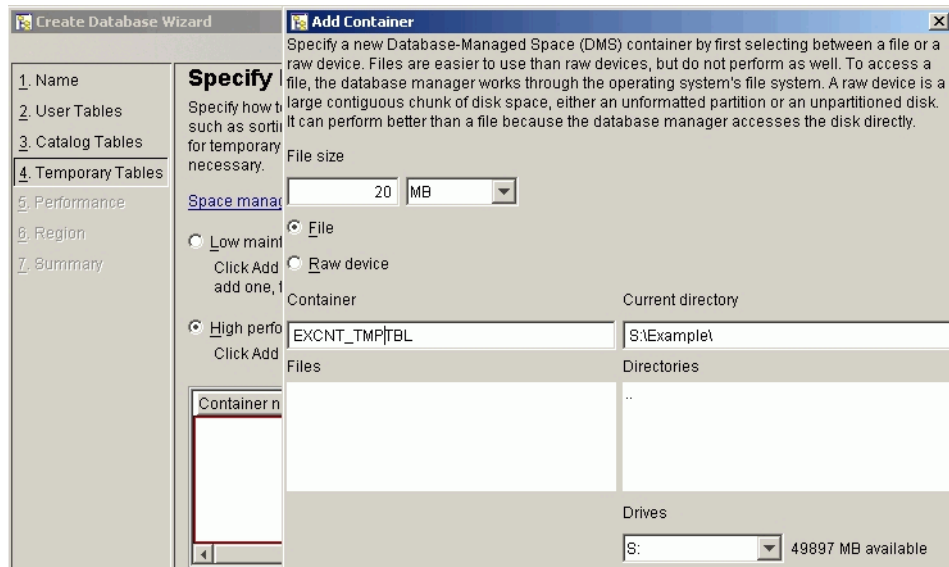 Create Database Wizard
1. Name
2. User Tables
3. Catalog Tables
4. Temporary Tables
5. Performance
6. Region
7. Summary
Specify
Specify how
such as
for temporary
necessary.
Space
Low
Click Add
add one,
High
Click Add
Container
Add Container
Specify a new Database-Managed Space (DMS) container by first selecting between a file or a
raw device. Files are easier to use than raw devices, but do not perform as well. To access a
file, the database manager works through the operating system's file system. A raw device is a
large contiguous chunk of disk space, either an unformatted partition or an unpartitioned disk.
It can perform better than a file because the database manager accesses the disk directly.
File size
20 MB
File
Raw device
Container
EXCNT_TMPTBL
Current directory
S:\Example\
Files
Directories
..
Drives
S: 49897 MB available